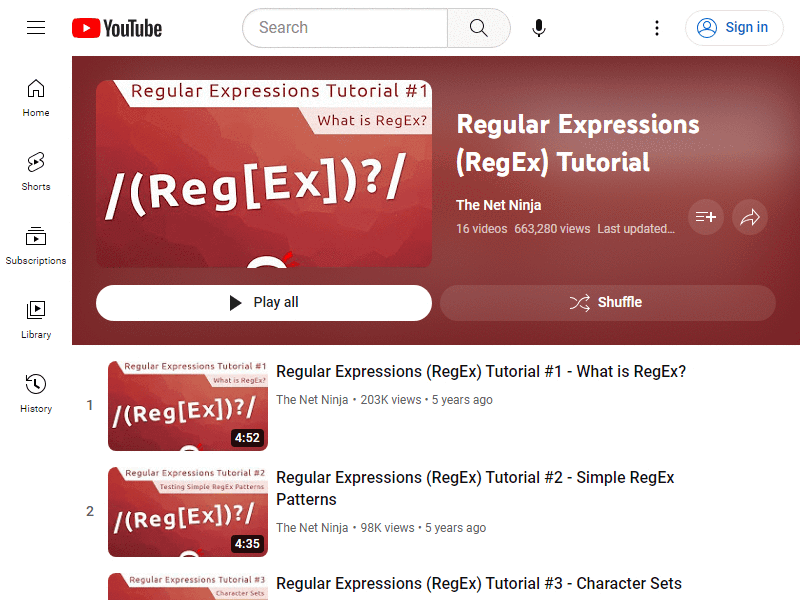 YouTube
Search
Sign in
Home
Shorts
Subscriptions
Library
History
Regular Expressions Tutorial #1
What is RegEx?
/(Reg[Ex])?/
Regular Expressions
(RegEx) Tutorial
The Net Ninja
16 videos 663,280 views Last updated...
Play all
Shuffle
1
Regular Expressions Tutorial #1
What is RegEx?
/(Reg[Ex])?/
4:52
Regular Expressions (RegEx) Tutorial #1 - What is RegEx?
The Net Ninja • 203K views • 5 years ago
2
Regular Expressions Tutorial #2
Testing Simple RegEx Patterns
/(Reg[Ex])?/
4:35
Regular Expressions (RegEx) Tutorial #2 - Simple RegEx
Patterns
The Net Ninja • 98K views • 5 years ago
Regular Expressions Tutorial #3
Character Sets
Regular Expressions (RegEx) Tutorial #3 - Character Sets